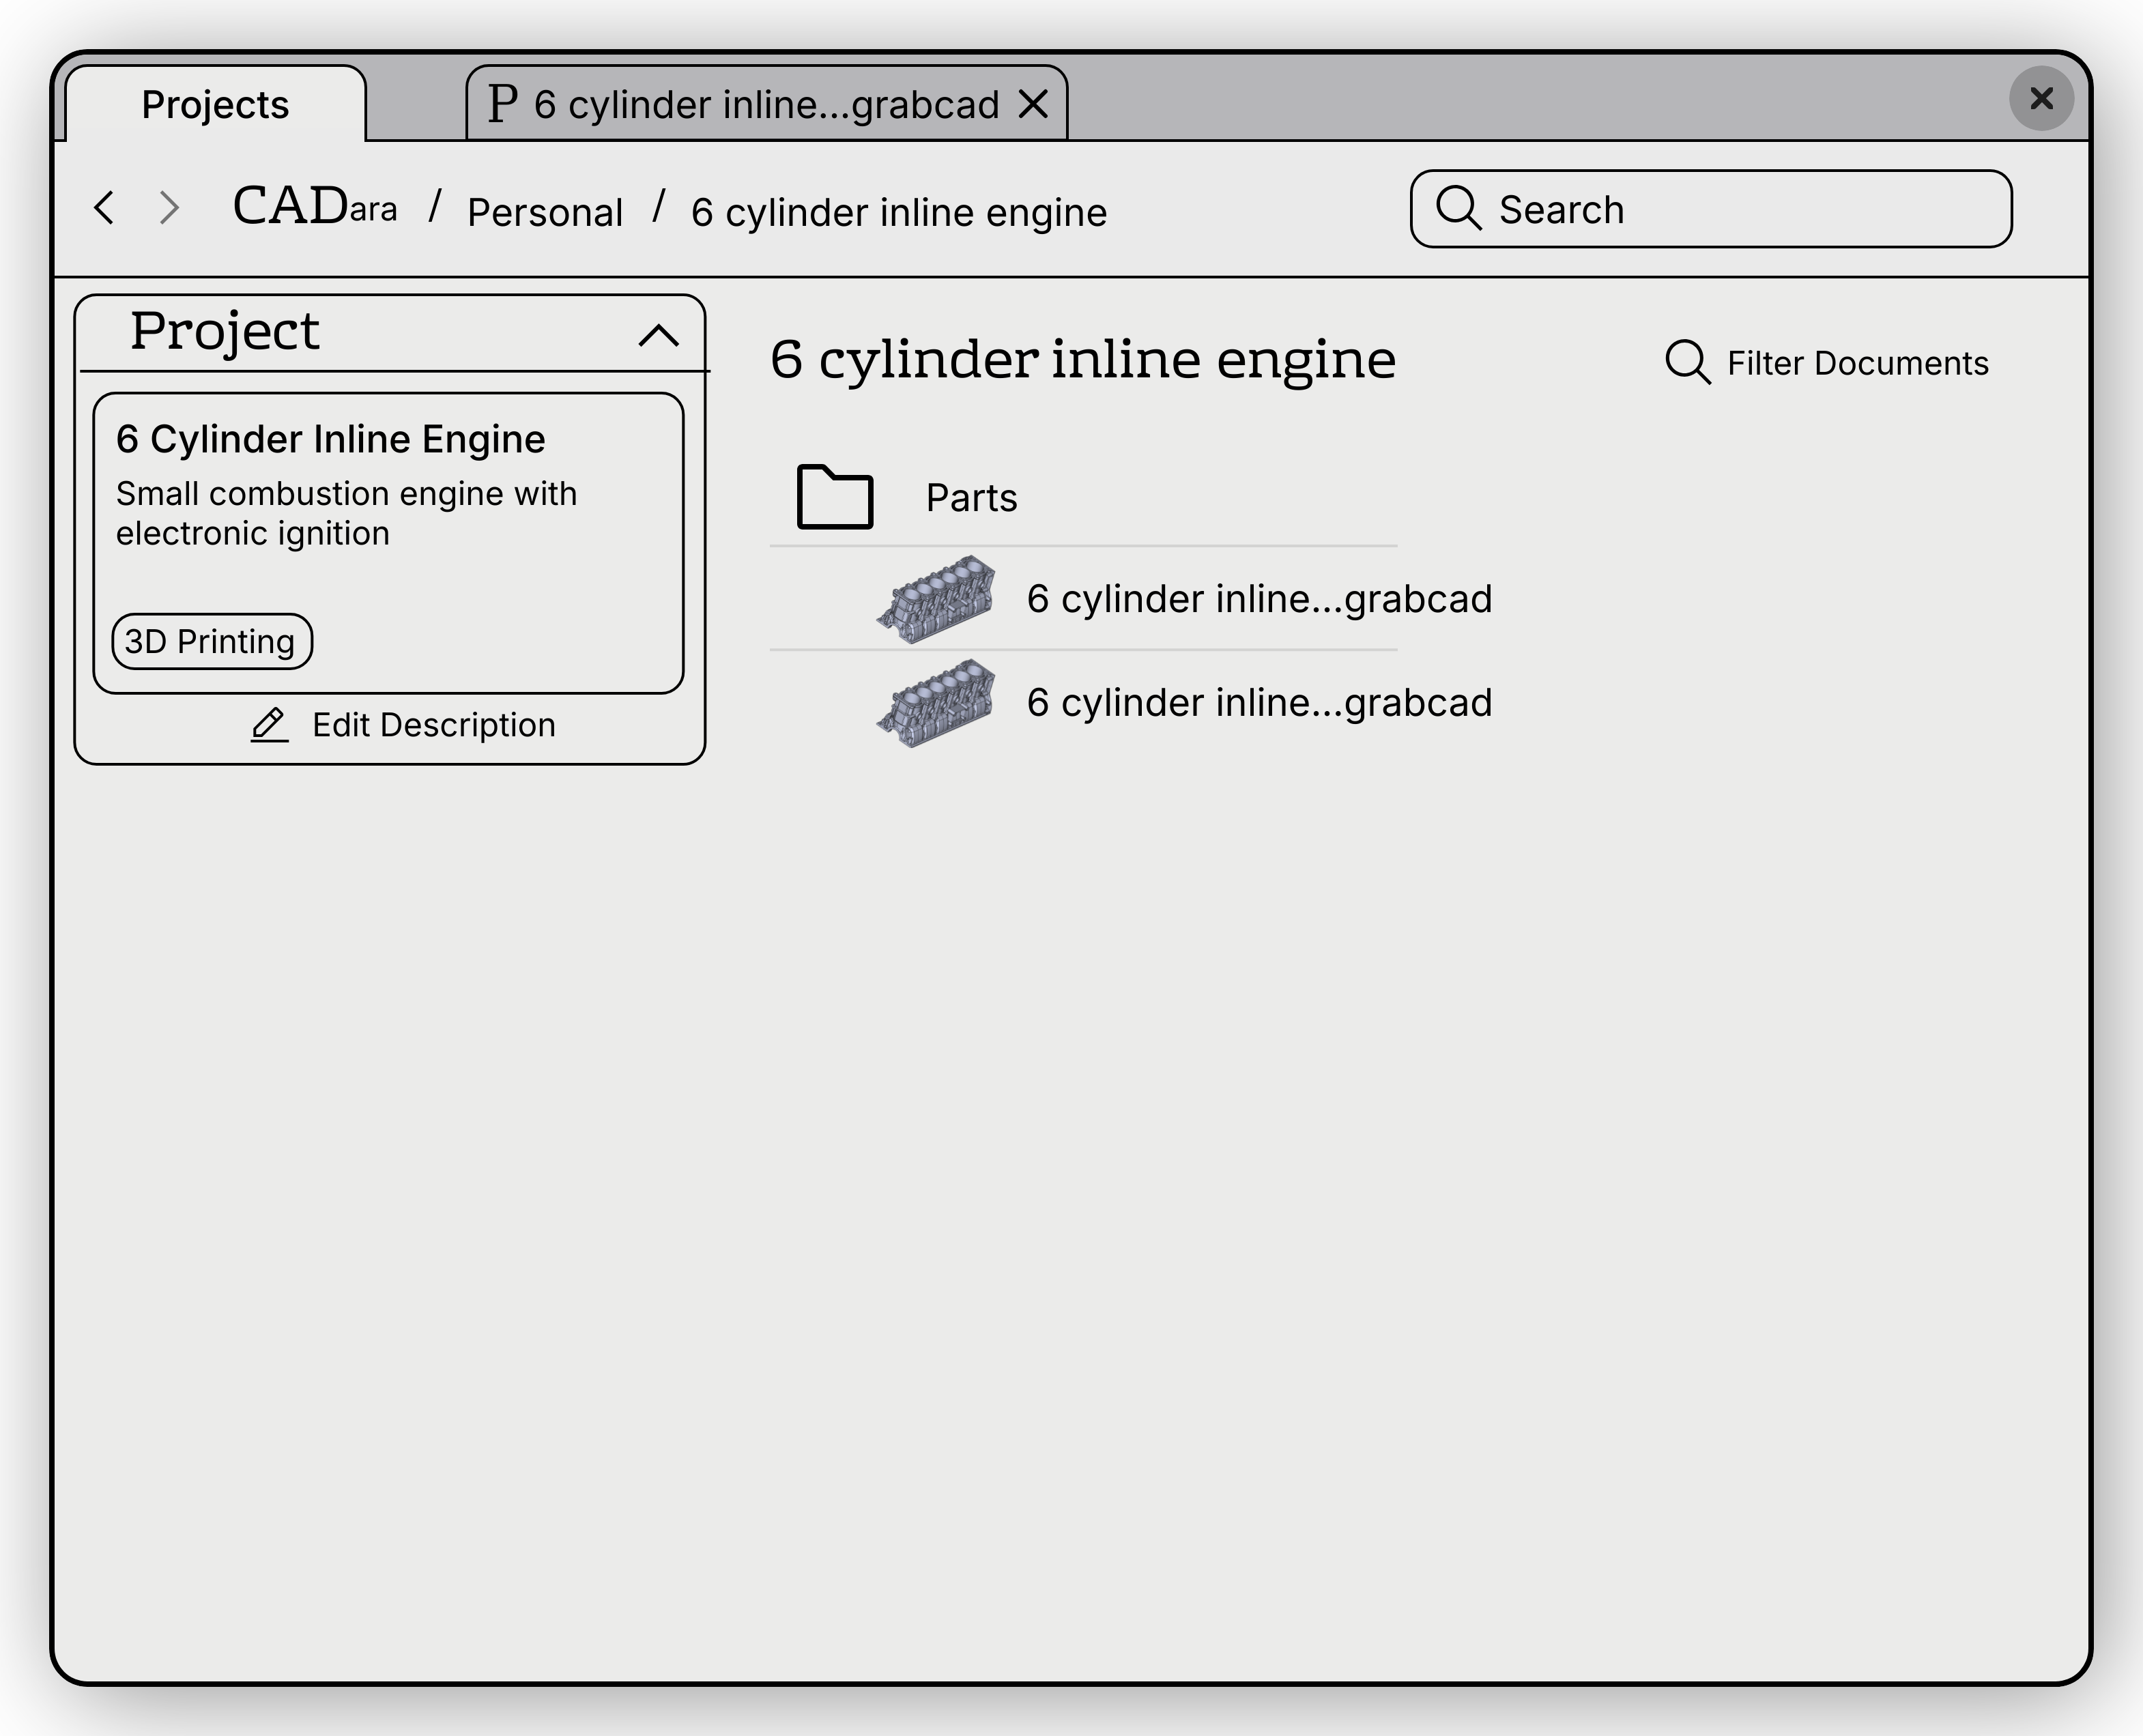 Projects
P 6 cylinder inline...grabcad
CADara / Personal / 6 cylinder inline engine
Search
Project
6 Cylinder Inline Engine
Small combustion engine with
electronic ignition
3D Printing
Edit Description
6 cylinder inline engine
Filter Documents
Parts
6 cylinder inline...grabcad
6 cylinder inline...grabcad